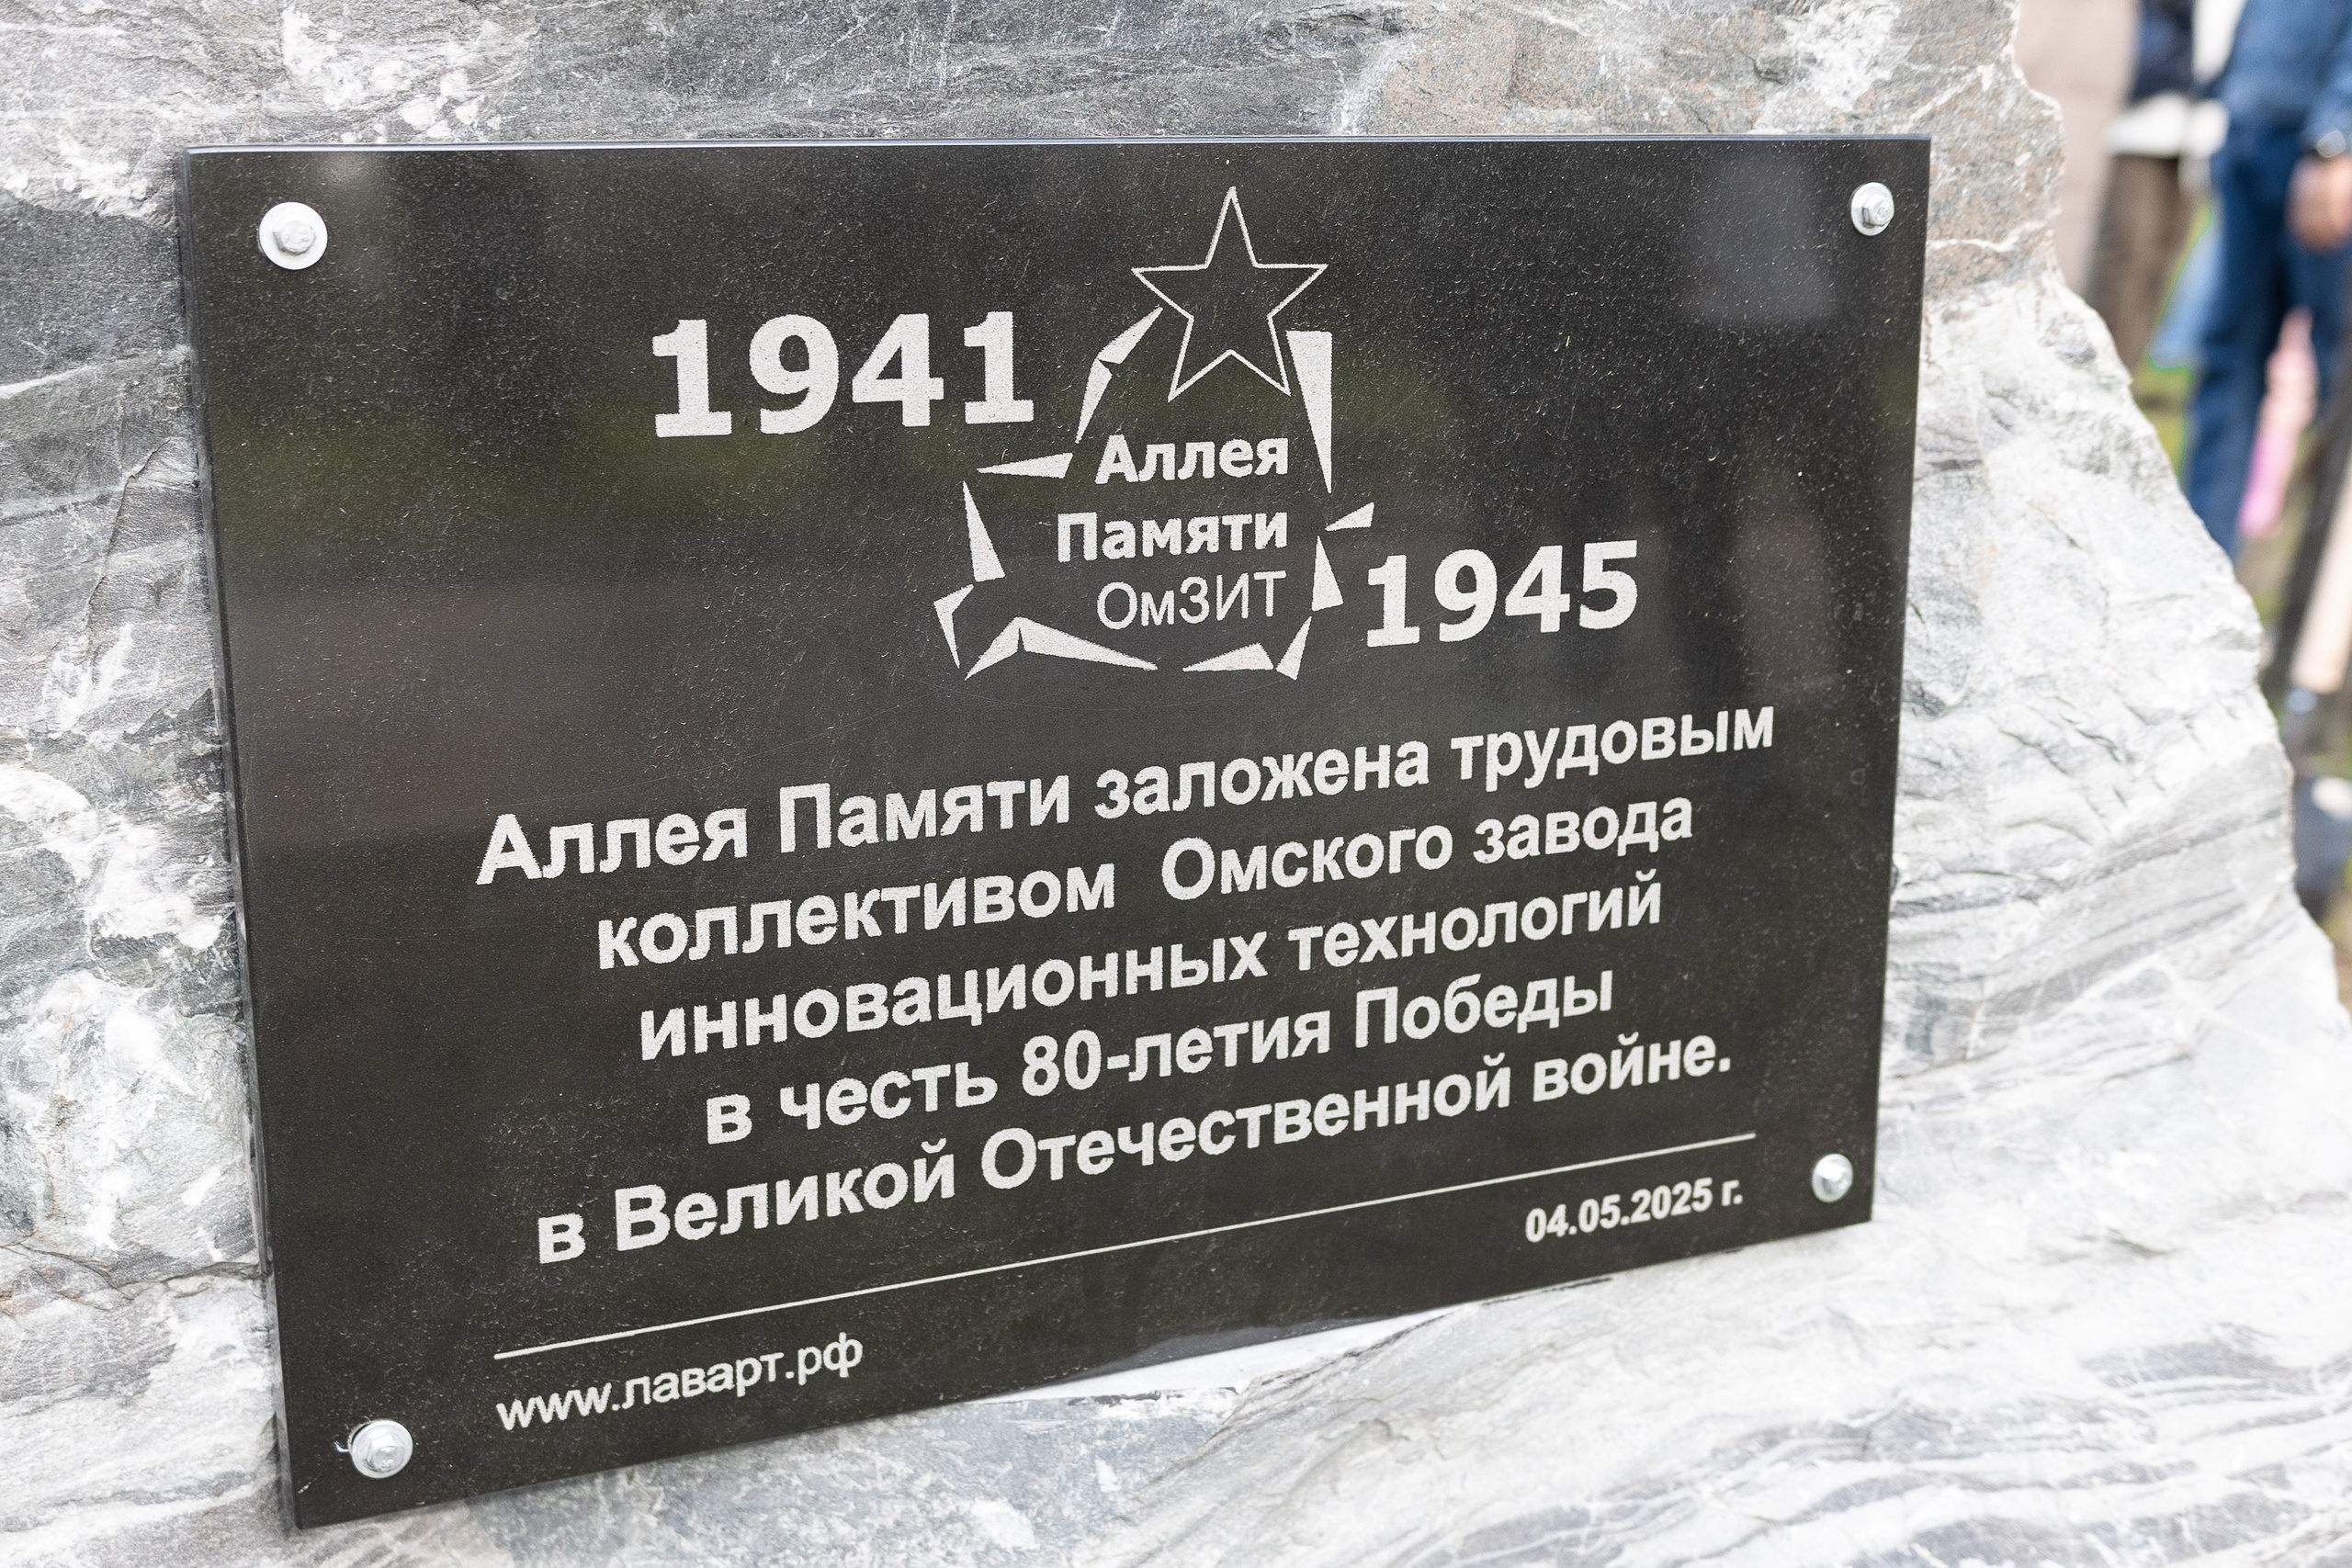 1941
Аллея
Памяти
ОмЗИТ
1945
Аллея Памяти заложена трудовым
коллективом Омского завода
инновационных технологий
в честь 80-летия Победы
в Великой Отечественной войне.
04.05.2025 г.
www.лаварт.рф